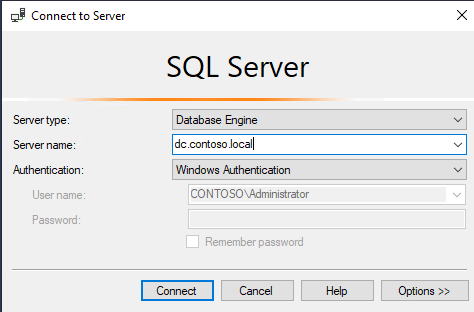 Connect to Server
SQL Server
Server type: Database Engine
Server name: dc.contoso.local
Authentication: Windows Authentication
User name: CONTOSO\Administrator
Password:
Remember password
Connect Cancel Help Options >>